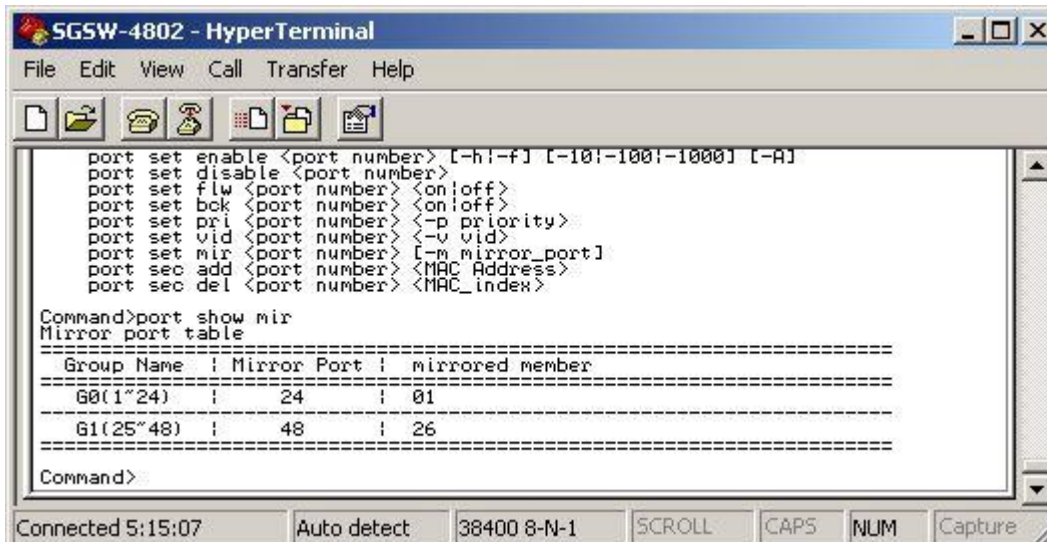 SGSW-4802 - HyperTerminal
File Edit View Call Transfer Help
port set enable <port number> [-h¦-f] [-10¦-100¦-1000] [-A]
port set disable <port number>
port set flw <port number> <on¦off>
port set bck <port number> <on¦off>
port set pri <port number> <-p priority>
port set vid <port number> <-v vid>
port set mir <port number> [-m mirror_port]
port sec add <port number> <MAC Address>
port sec del <port number> <MAC_index>
Command>port show mir
Mirror port table
=======================================================================
Group Name ¦ Mirror Port ¦ mirrored member
=======================================================================
G0(1~24) ¦ 24 ¦ 01
-----------------------------------------------------------------------
G1(25~48) ¦ 48 ¦ 26
=======================================================================
Command>
Connected 5:15:07 Auto detect 38400 8-N-1 SCROLL CAPS NUM Capture